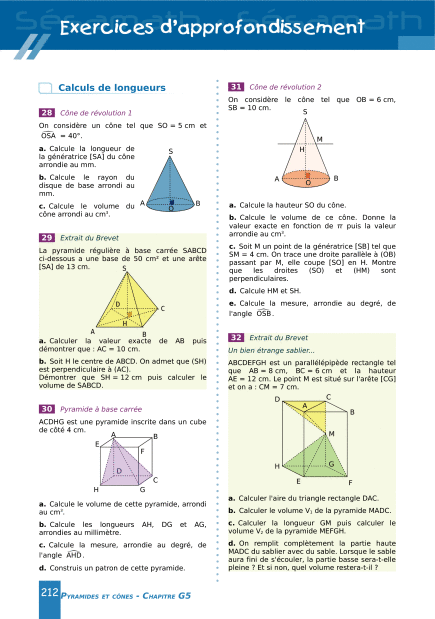 Exercices d'approfondissement
Calculs de longueurs
28 Cône de révolution 1
On considère un cône tel que SO = 5 cm et
OSA = 40°.
a. Calcule la longueur de
la génératrice [SA] du cône
arrondie au mm.
b. Calcule le rayon du
disque de base arrondi au
mm.
c. Calcule le volume du
cône arrondi au cm³.
S
A
B
O
29 Extrait du Brevet
La pyramide régulière à base carrée SABCD
ci-dessous a une base de 50 cm² et une arête
[SA] de 13 cm.
S
D
C
H
A
B
a. Calculer la valeur exacte de AB puis
démontrer que : AC = 10 cm.
b. Soit H le centre de ABCD. On admet que (SH)
est perpendiculaire à (AC).
Démontrer que SH = 12 cm puis calculer le
volume de SABCD.
30 Pyramide à base carrée
ACDHG est une pyramide inscrite dans un cube
de côté 4 cm.
A
B
E
F
D
C
H
G
a. Calcule le volume de cette pyramide, arrondi
au cm³.
b. Calcule les longueurs AH, DG et AG,
arrondies au millimètre.
c. Calcule la mesure, arrondie au degré, de
l'angle AHD.
d. Construis un patron de cette pyramide.
31 Cône de révolution 2
On considère le cône tel que OB = 6 cm,
SB = 10 cm.
S
M
H
A
B
O
a. Calcule la hauteur SO du cône.
b. Calcule le volume de ce cône. Donne la
valeur exacte en fonction de π puis la valeur
arrondie au cm³.
c. Soit M un point de la génératrice [SB] tel que
SM = 4 cm. On trace une droite parallèle à (OB)
passant par M, elle coupe [SO] en H. Montre
que les droites (SO) et (HM) sont
perpendiculaires.
d. Calcule HM et SH.
e. Calcule la mesure, arrondie au degré, de
l'angle OSB.
32 Extrait du Brevet
Un bien étrange sablier...
ABCDEFGH est un parallélépipède rectangle tel
que AB = 8 cm, BC = 6 cm et la hauteur
AE = 12 cm. Le point M est situé sur l'arête [CG]
et on a : CM = 7 cm.
D
C
A
B
M
H
G
E
F
a. Calculer l'aire du triangle rectangle DAC.
b. Calculer le volume V₁ de la pyramide MADC.
c. Calculer la longueur GM puis calculer le
volume V₂ de la pyramide MEFGH.
d. On remplit complètement la partie haute
MADC du sablier avec du sable. Lorsque le sable
aura fini de s'écouler, la partie basse sera-t-elle
pleine ? Et si non, quel volume restera-t-il ?
212 Pyramides et cônes - Chapitre G5